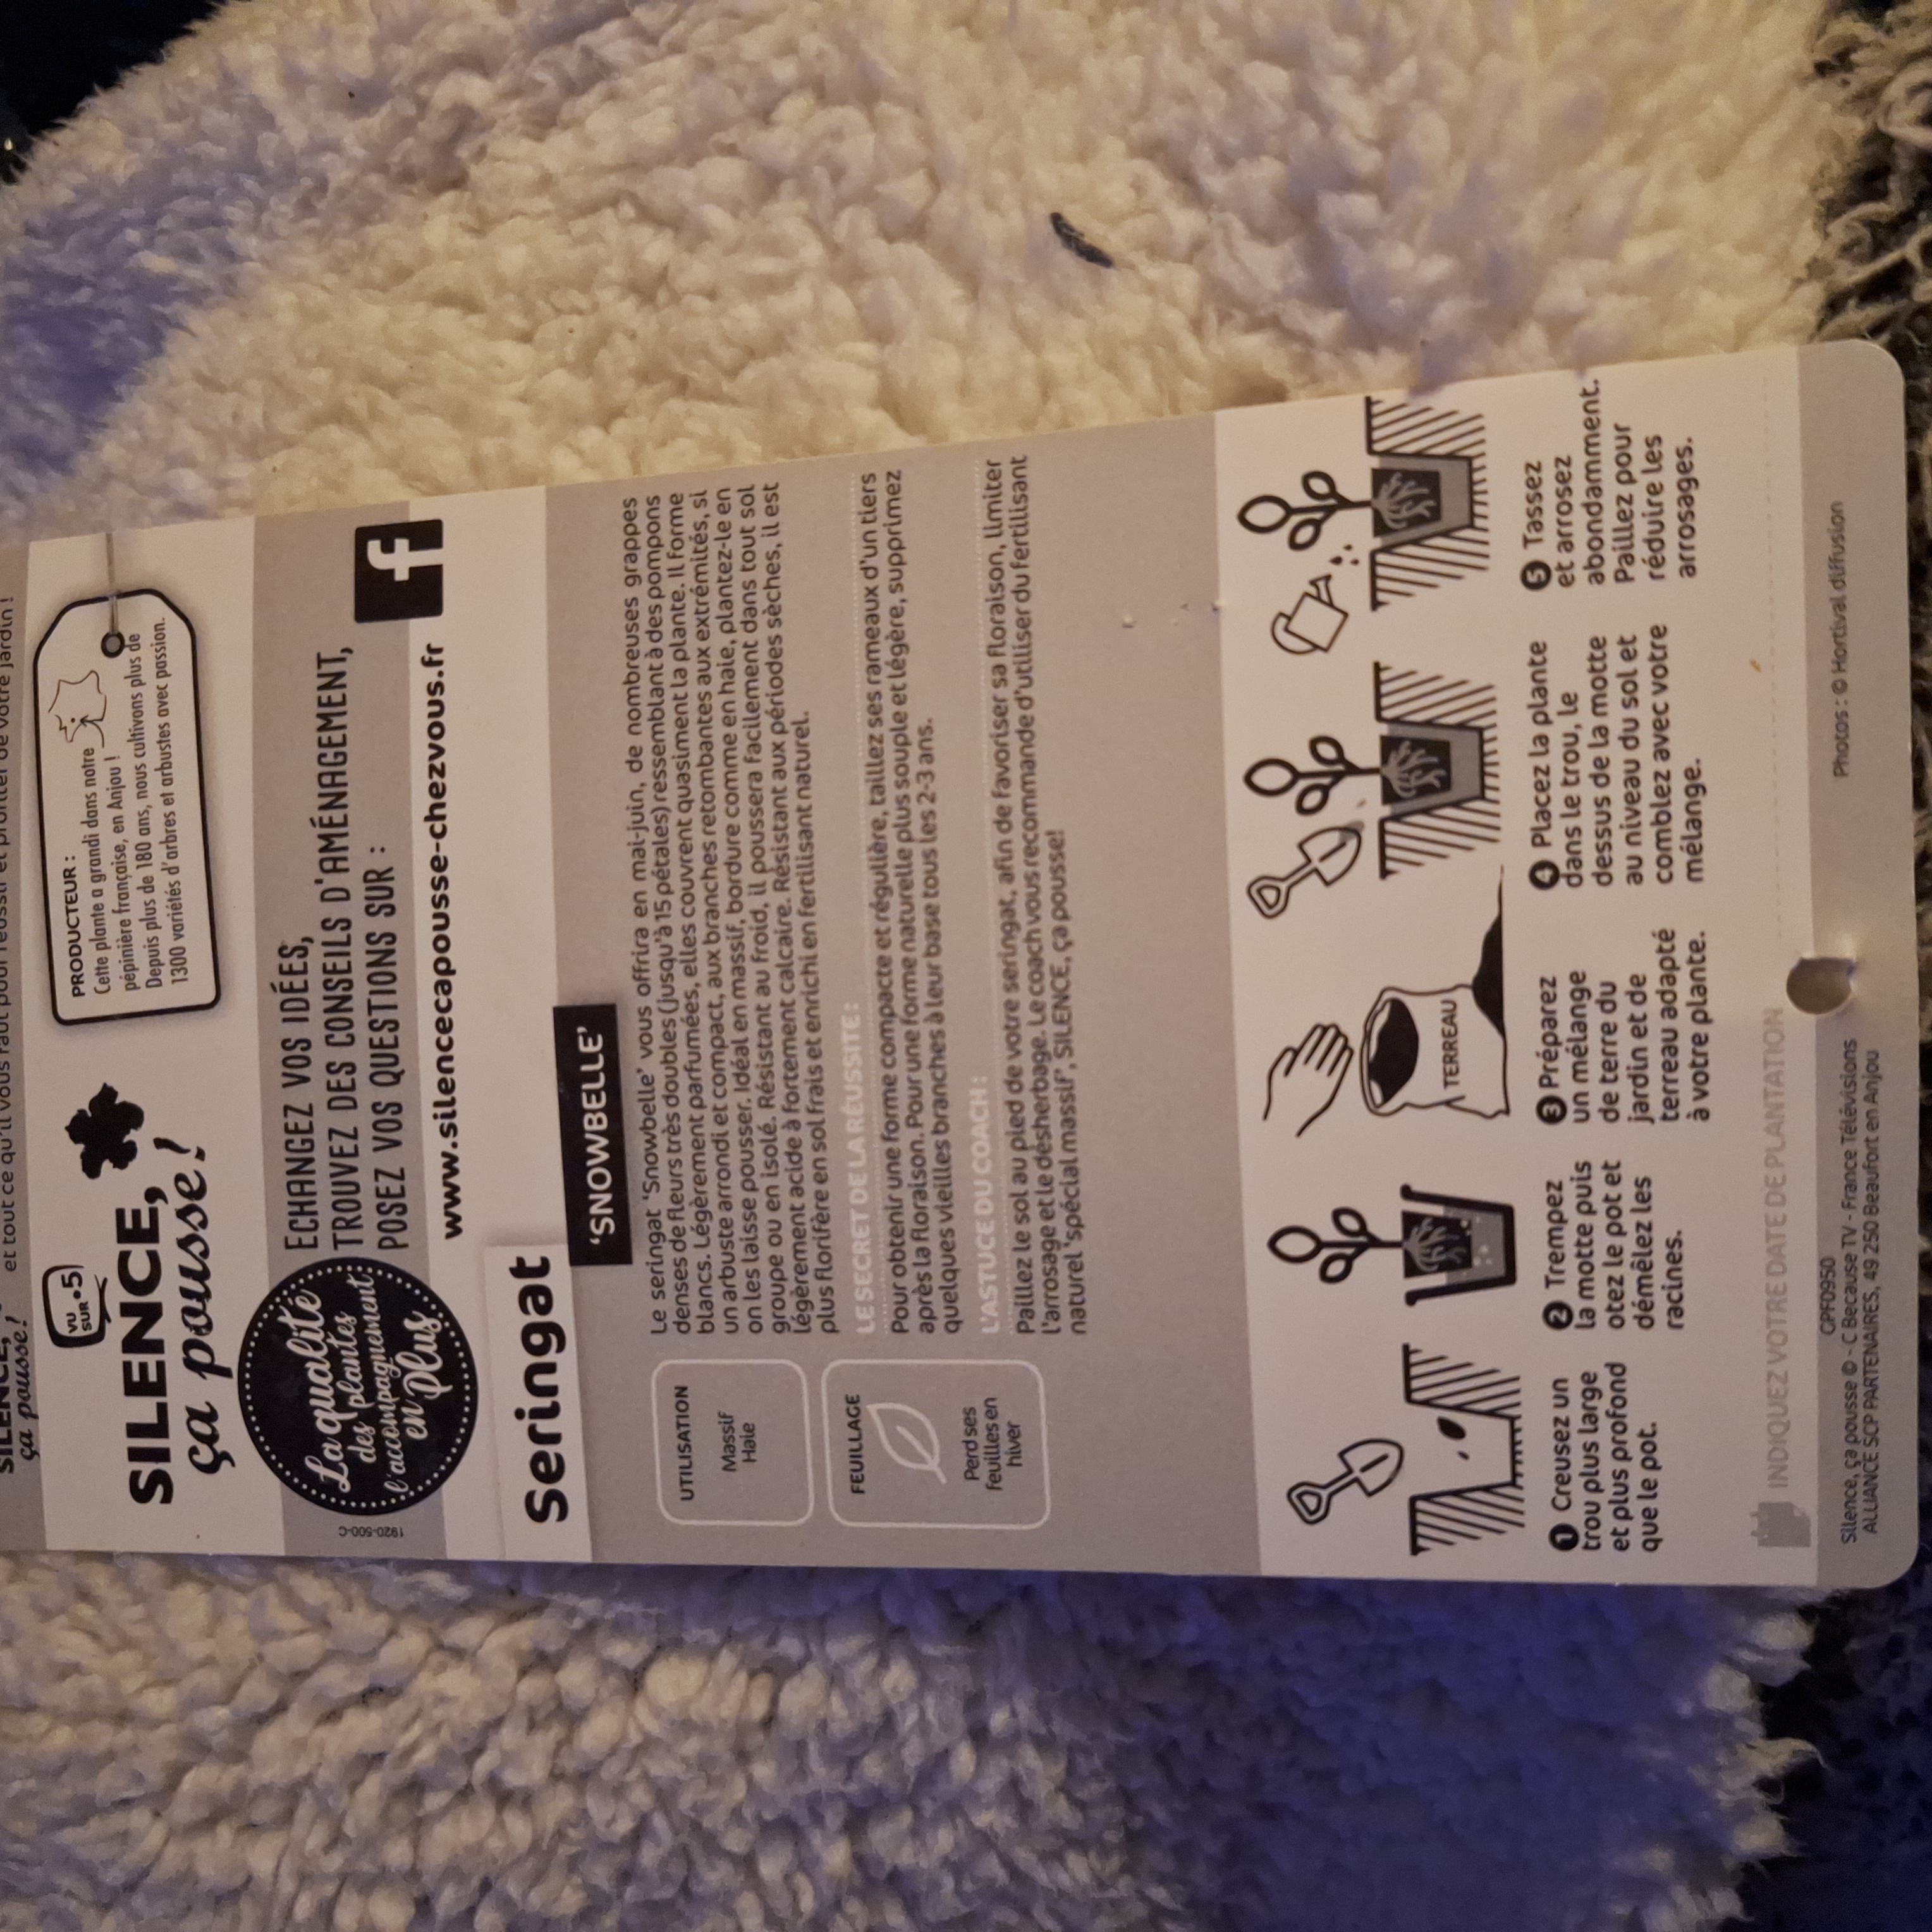 et tout ce qu'il vous faut pour réussir et profiter de votre jardin !
SILENCE,
ça pousse!
VU
SUR •5
SILENCE,
ça pousse!
PRODUCTEUR :
Cette plante a grandi dans notre
pépinière française, en Anjou !
Depuis plus de 180 ans, nous cultivons plus de
1300 variétés d'arbres et arbustes avec passion.
La qualité
des plantes
l'accompagnement
en plus
1920-500-C
ECHANGEZ VOS IDÉES,
TROUVEZ DES CONSEILS D'AMÉNAGEMENT,
POSEZ VOS QUESTIONS SUR :
www.silencecapousse-chezvous.fr
f
Seringat
'SNOWBELLE'
UTILISATION
Massif
Haie
FEUILLAGE
Perd ses
feuilles en
hiver
Le seringat 'Snowbelle' vous offrira en mai-juin, de nombreuses grappes
denses de fleurs très doubles (jusqu'à 15 pétales) ressemblant à des pompons
blancs. Légèrement parfumées, elles couvrent quasiment la plante. Il forme
un arbuste arrondi et compact, aux branches retombantes aux extrémités, si
on les laisse pousser. Idéal en massif, bordure comme en haie, plantez-le en
groupe ou en isolé. Résistant au froid, il poussera facilement dans tout sol
légèrement acide à fortement calcaire. Résistant aux périodes sèches, il est
plus florifère en sol frais et enrichi en fertilisant naturel.
LE SECRET DE LA RÉUSSITE :
Pour obtenir une forme compacte et régulière, taillez ses rameaux d'un tiers
après la floraison. Pour une forme naturelle plus souple et légère, supprimez
quelques vieilles branches à leur base tous les 2-3 ans.
L'ASTUCE DU COACH :
Paillez le sol au pied de votre seringat, afin de favoriser sa floraison, limiter
l'arrosage et le désherbage. Le coach vous recommande d'utiliser du fertilisant
naturel 'spécial massif', SILENCE, ça pousse!
TERREAU
1 Creusez un
trou plus large
et plus profond
que le pot.
2 Trempez
la motte puis
otez le pot et
démêlez les
racines.
3 Préparez
un mélange
de terre du
jardin et de
terreau adapté
à votre plante.
4 Placez la plante
dans le trou, le
dessus de la motte
au niveau du sol et
comblez avec votre
mélange.
5 Tassez
et arrosez
abondamment.
Paillez pour
réduire les
arrosages.
INDIQUEZ VOTRE DATE DE PLANTATION
GPF0950
Silence, ça pousse © - C Because TV - France Télévisions
ALLIANCE SCP PARTENAIRES, 49 250 Beaufort en Anjou
Photos : © Hortival diffusion